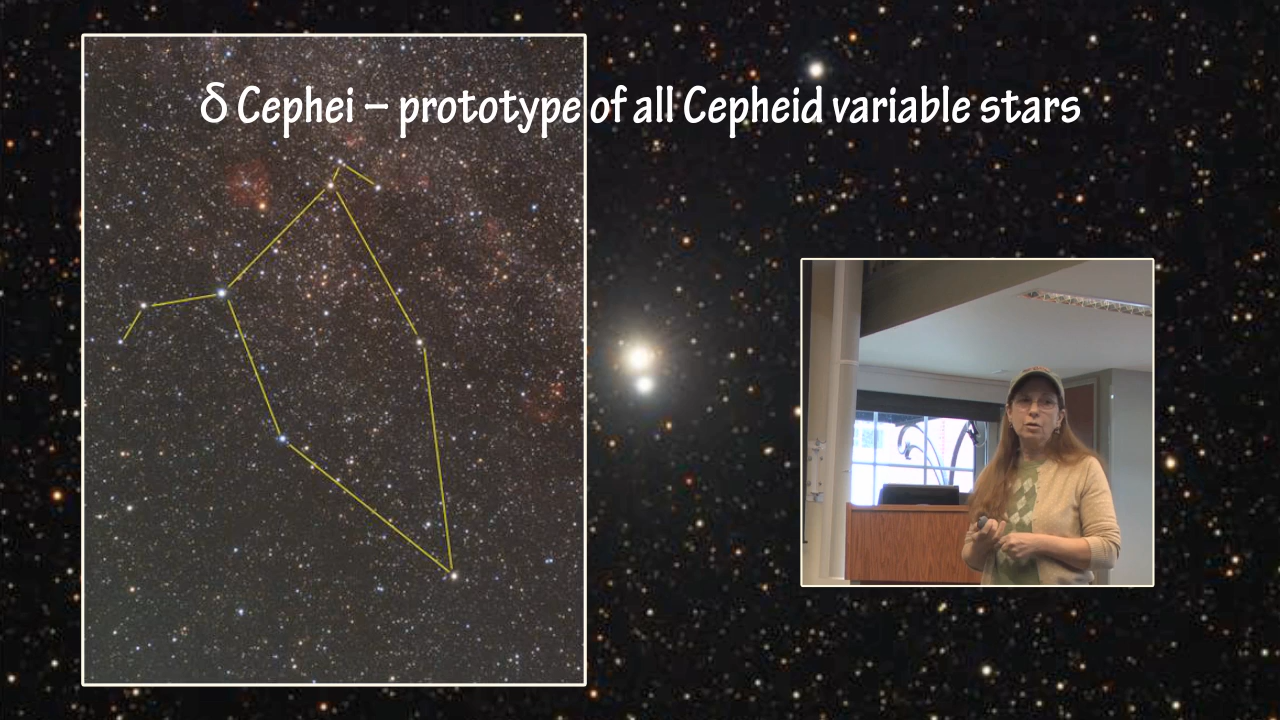 δ Cephei – prototype of all Cepheid variable stars